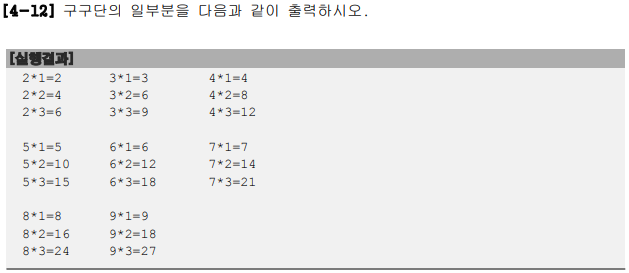 [4-12] 구구단의 일부분을 다음과 같이 출력하시오.
[실행결과]
2*1=2 3*1=3 4*1=4
2*2=4 3*2=6 4*2=8
2*3=6 3*3=9 4*3=12
5*1=5 6*1=6 7*1=7
5*2=10 6*2=12 7*2=14
5*3=15 6*3=18 7*3=21
8*1=8 9*1=9
8*2=16 9*2=18
8*3=24 9*3=27